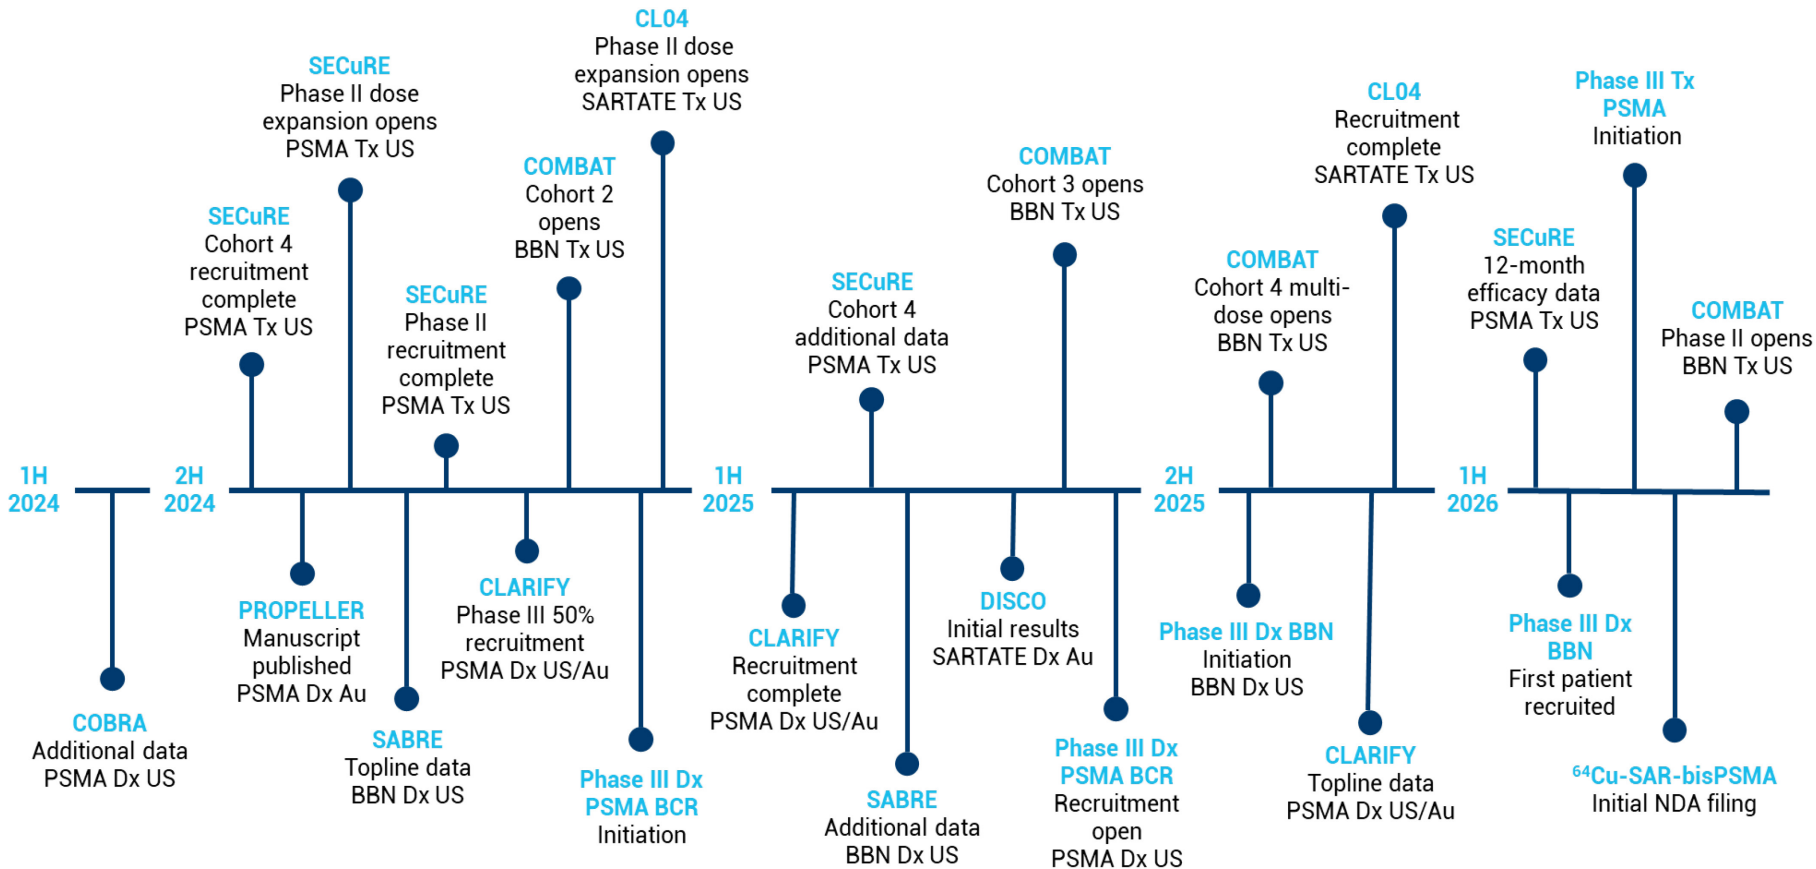 1H
2024
COBRA
Additional data
PSMA Dx US
2H
2024
SECuRE
Cohort 4
recruitment
complete
PSMA Tx US
PROPELLER
Manuscript
published
PSMA Dx Au
SECuRE
Phase II dose
expansion opens
PSMA Tx US
SABRE
Topline data
BBN Dx US
SECuRE
Phase II
recruitment
complete
PSMA Tx US
CLARIFY
Phase III 50%
recruitment
PSMA Dx US/Au
COMBAT
Cohort 2
opens
BBN Tx US
Phase III Dx
PSMA BCR
Initiation
CL04
Phase II dose
expansion opens
SARTATE Tx US
1H
2025
CLARIFY
Recruitment
complete
PSMA Dx US/Au
SECuRE
Cohort 4
additional data
PSMA Tx US
SABRE
Additional data
BBN Dx US
DISCO
Initial results
SARTATE Dx Au
COMBAT
Cohort 3 opens
BBN Tx US
Phase III Dx
PSMA BCR
Recruitment
open
PSMA Dx US
2H
2025
Phase III Dx BBN
Initiation
BBN Dx US
COMBAT
Cohort 4 multi-
dose opens
BBN Tx US
CLARIFY
Topline data
PSMA Dx US/Au
CL04
Recruitment
complete
SARTATE Tx US
1H
2026
SECuRE
12-month
efficacy data
PSMA Tx US
Phase III Dx
BBN
First patient
recruited
Phase III Tx
PSMA
Initiation
⁶⁴Cu-SAR-bisPSMA
Initial NDA filing
COMBAT
Phase II opens
BBN Tx US